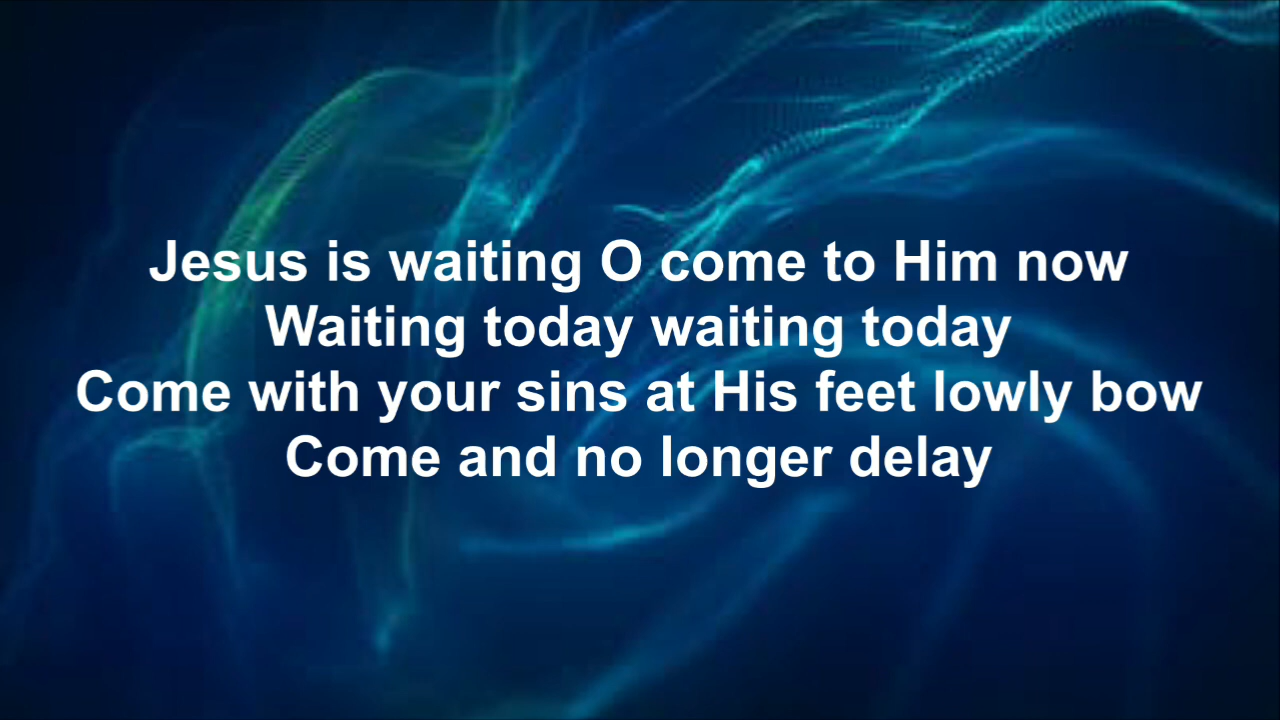 Jesus is waiting O come to Him now
Waiting today waiting today
Come with your sins at His feet lowly bow
Come and no longer delay